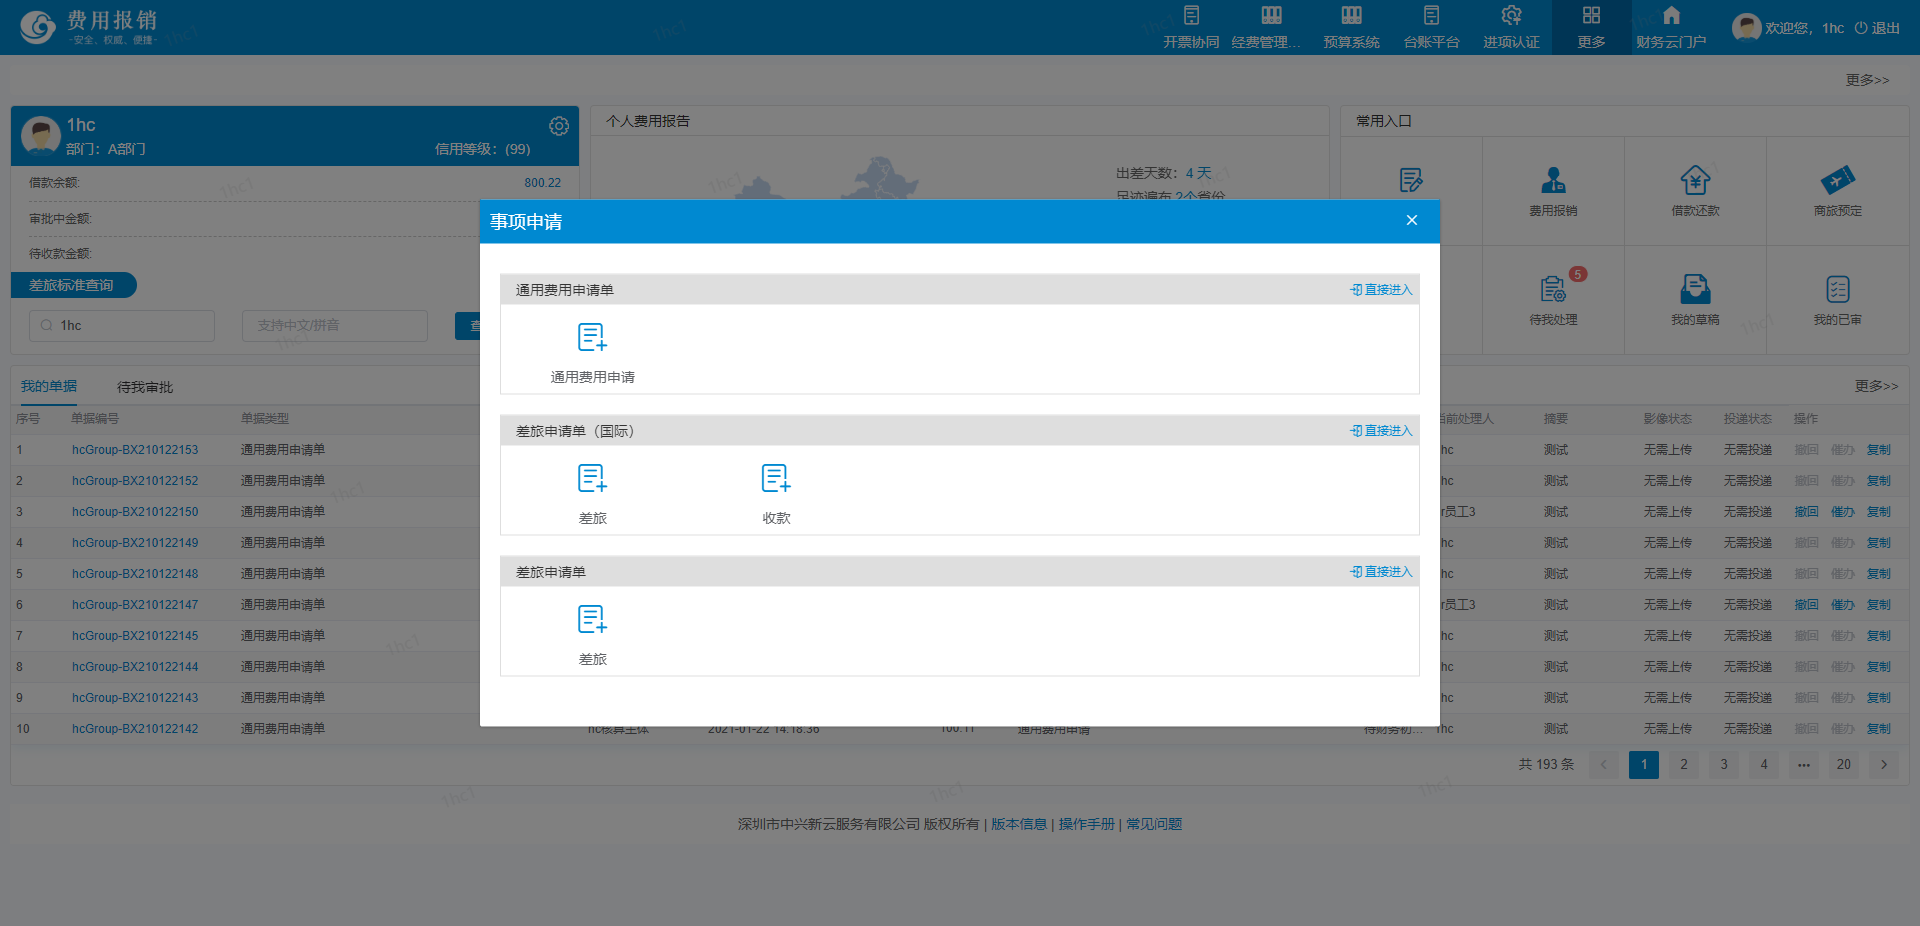 费用报销
-安全、权威、便捷-
开票协同 经费管理... 预算系统 台账平台 进项认证 更多 财务云门户 欢迎您，1hc 退出
更多>>
1hc
部门：A部门 信用等级：(99)
借款余额: 800.22
审批中金额:
待收款金额:
差旅标准查询
1hc 支持中文/拼音 查
个人费用报告
出差天数：4 天
足迹遍布 2个省份
常用入口
费用报销 借款还款 商旅预定
5
待我处理 我的草稿 我的已审
事项申请
通用费用申请单 直接进入
通用费用申请
差旅申请单（国际） 直接进入
差旅 收款
差旅申请单 直接进入
差旅
我的单据 待我审批 更多>>
序号 单据编号 单据类型 当前处理人 摘要 影像状态 投递状态 操作
1 hcGroup-BX210122153 通用费用申请单 hc 测试 无需上传 无需投递 撤回 催办 复制
2 hcGroup-BX210122152 通用费用申请单 hc 测试 无需上传 无需投递 撤回 催办 复制
3 hcGroup-BX210122150 通用费用申请单 r员工3 测试 无需上传 无需投递 撤回 催办 复制
4 hcGroup-BX210122149 通用费用申请单 hc 测试 无需上传 无需投递 撤回 催办 复制
5 hcGroup-BX210122148 通用费用申请单 hc 测试 无需上传 无需投递 撤回 催办 复制
6 hcGroup-BX210122147 通用费用申请单 r员工3 测试 无需上传 无需投递 撤回 催办 复制
7 hcGroup-BX210122145 通用费用申请单 hc 测试 无需上传 无需投递 撤回 催办 复制
8 hcGroup-BX210122144 通用费用申请单 hc 测试 无需上传 无需投递 撤回 催办 复制
9 hcGroup-BX210122143 通用费用申请单 hc 测试 无需上传 无需投递 撤回 催办 复制
10 hcGroup-BX210122142 通用费用申请单 hc核算主体 2021-01-22 14:18:36 100.11 通用费用申请 待财务初... 1hc 测试 无需上传 无需投递 撤回 催办 复制
共 193 条 1 2 3 4 ••• 20
深圳市中兴新云服务有限公司 版权所有 | 版本信息 | 操作手册 | 常见问题